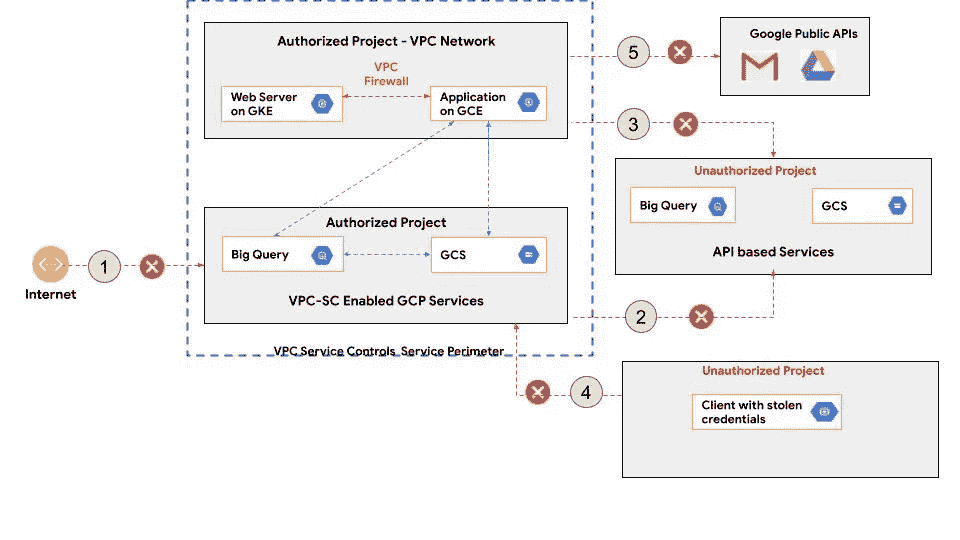 Authorized Project - VPC Network
VPC
Firewall
Web Server
on GKE
Application
on GCE
5
Google Public APIs
3
Unauthorized Project
Big Query
GCS
API based Services
Authorized Project
Big Query
GCS
VPC-SC Enabled GCP Services
1
Internet
2
VPC Service Controls Service Perimeter
4
Unauthorized Project
Client with stolen
credentials